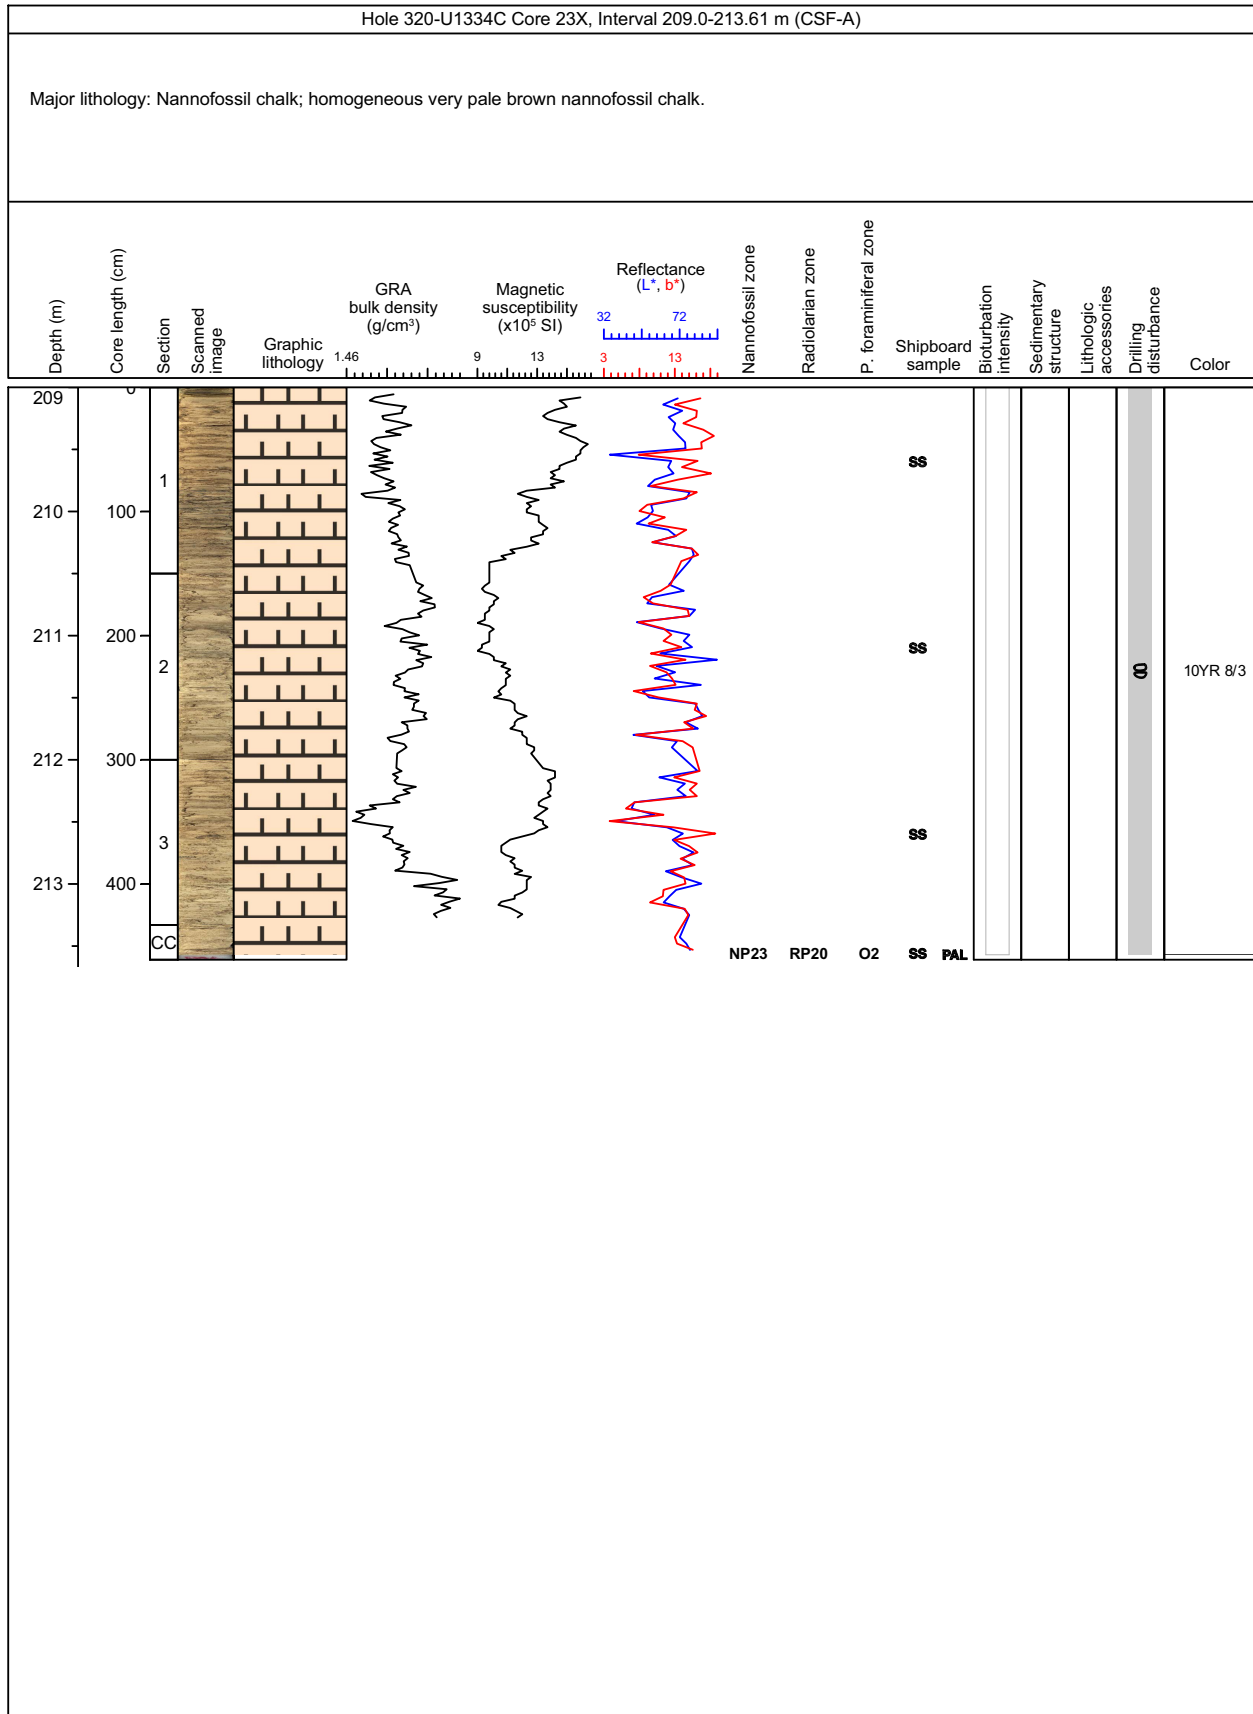 Hole 320-U1334C Core 23X, Interval 209.0-213.61 m (CSF-A)
Major lithology: Nannofossil chalk; homogeneous very pale brown nannofossil chalk.
Depth (m)
Core length (cm)
Section
Scanned
image
Graphic
lithology
GRA
bulk density
(g/cm³)
1.46
Magnetic
susceptibility
(x10⁵ SI)
9 13
Reflectance
(L*, b*)
32 72
3 13
Nannofossil zone
Radiolarian zone
P. foraminiferal zone
Shipboard
sample
Bioturbation
intensity
Sedimentary
structure
Lithologic
accessories
Drilling
disturbance
Color
209 0
SS
1
210 100
211 200
SS
2
10YR 8/3
212 300
SS
3
213 400
CC
NP23 RP20 O2 SS PAL